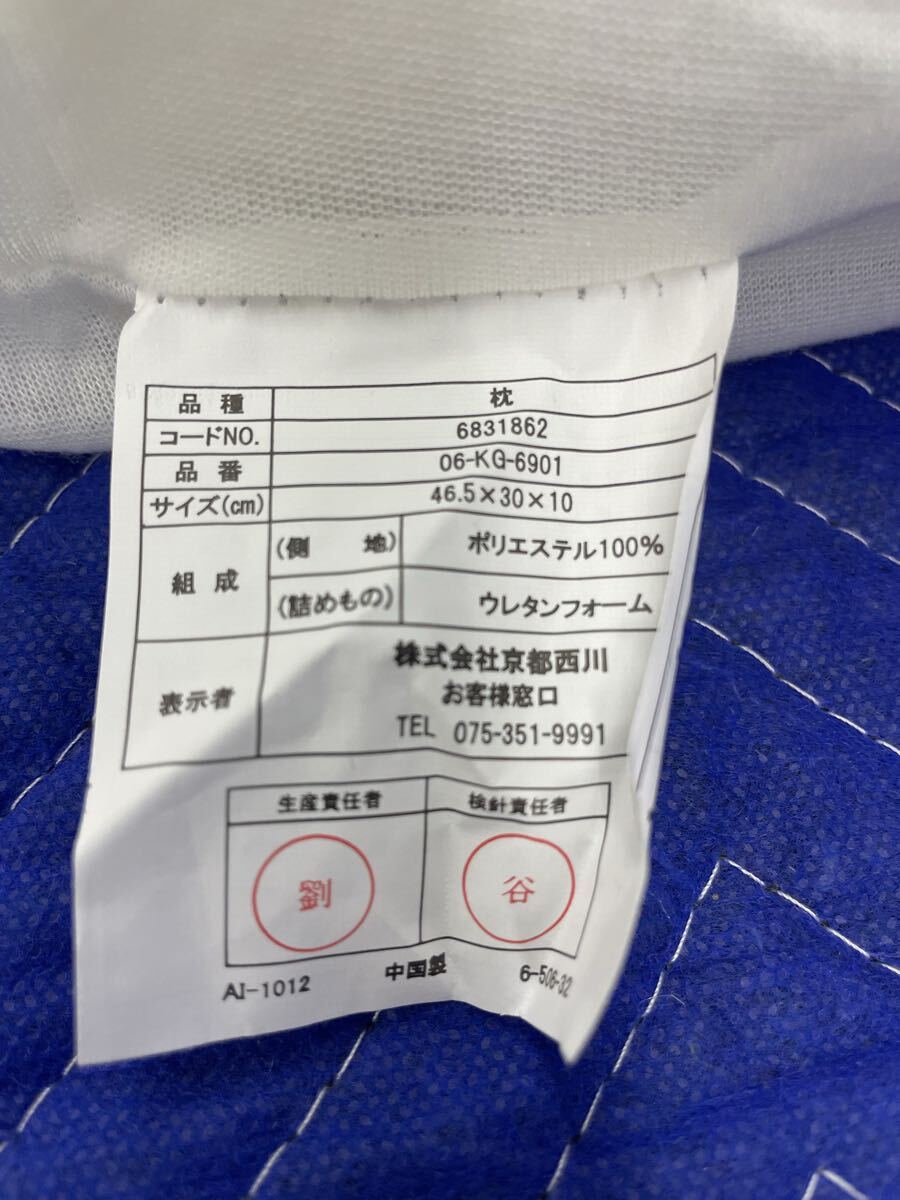 品種 枕
コードNO. 6831862
品番 06-KG-6901
サイズ(cm) 46.5×30×10
組成 (側 地) ポリエステル100%
(詰めもの) ウレタンフォーム
表示者 株式会社京都西川
お客様窓口
TEL 075-351-9991
生産責任者 検針責任者
劉 谷
AI-1012 中国製 6-506-32